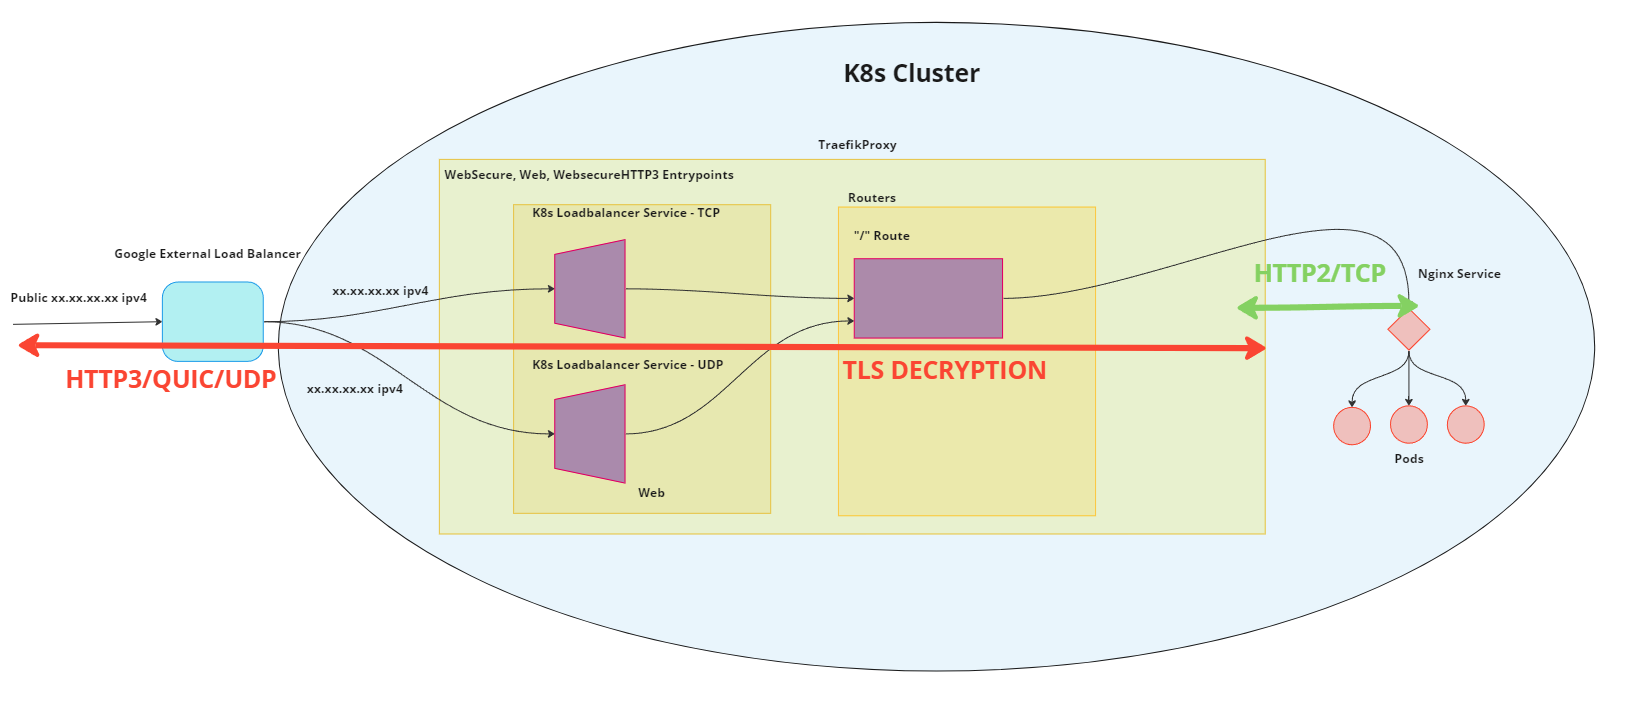 K8s Cluster
TraefikProxy
WebSecure, Web, WebsecureHTTP3 Entrypoints
Routers
K8s Loadbalancer Service - TCP
"/" Route
Google External Load Balancer
HTTP2/TCP
Nginx Service
Public xx.xx.xx.xx ipv4
xx.xx.xx.xx ipv4
K8s Loadbalancer Service - UDP
TLS DECRYPTION
HTTP3/QUIC/UDP
xx.xx.xx.xx ipv4
Pods
Web